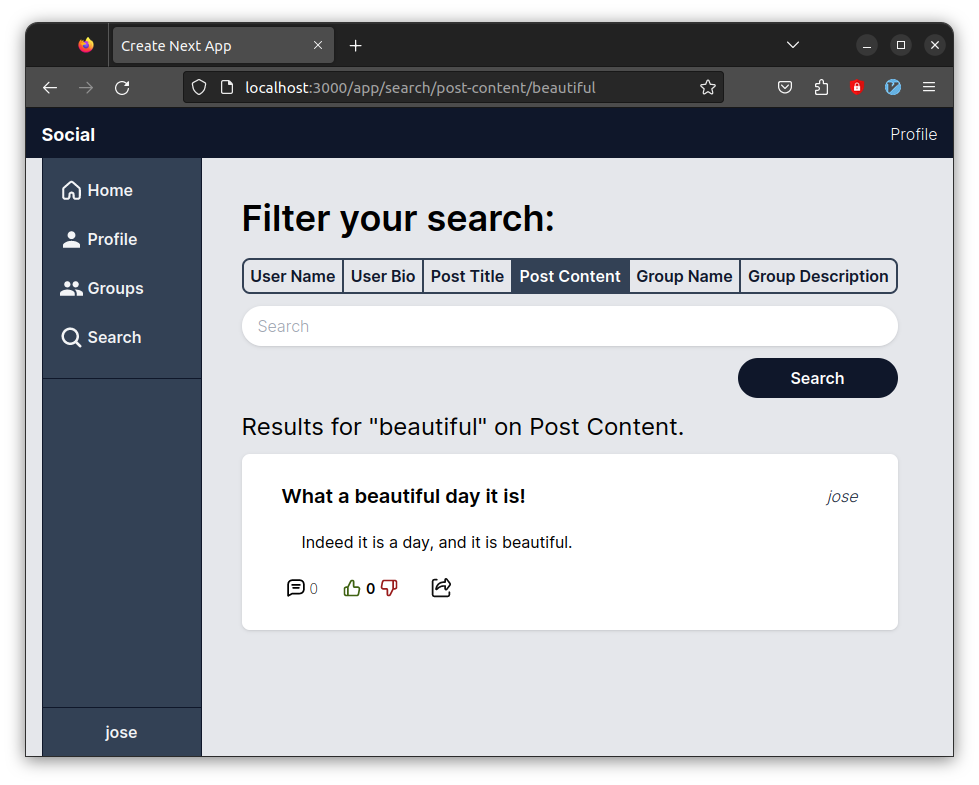 Create Next App
localhost:3000/app/search/post-content/beautiful
Social
Profile
Home
Profile
Groups
Search
jose
Filter your search:
User Name User Bio Post Title Post Content Group Name Group Description
Search
Search
Results for "beautiful" on Post Content.
What a beautiful day it is! jose
Indeed it is a day, and it is beautiful.
0 0